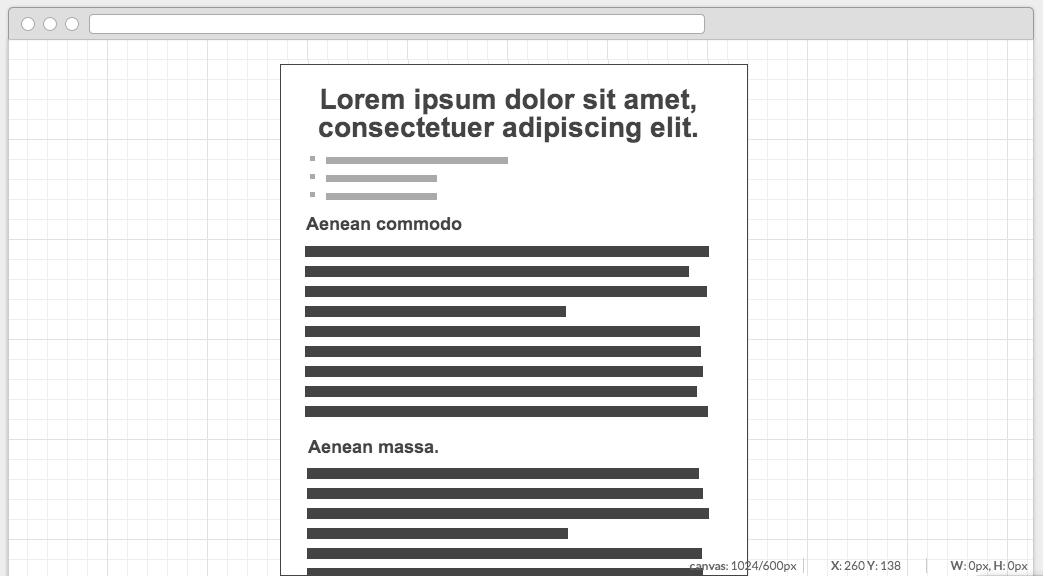 Lorem ipsum dolor sit amet,
consectetuer adipiscing elit.
Aenean commodo
Aenean massa.
canvas: 1024/600px X: 260 Y: 138 W: 0px, H: 0px